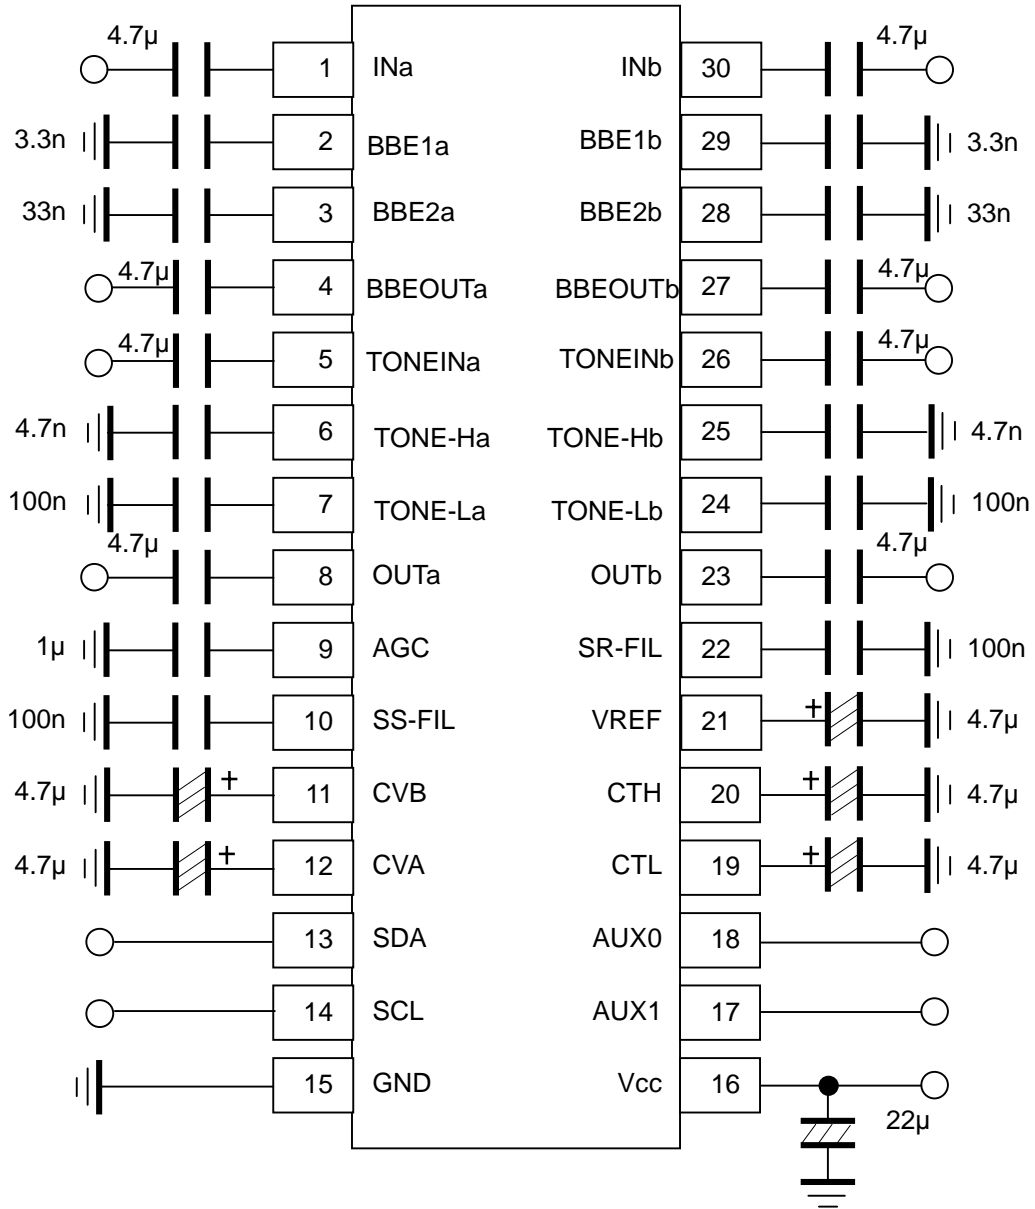 4.7µ 1 INa INb 30 4.7µ
3.3n 2 BBE1a BBE1b 29 3.3n
33n 3 BBE2a BBE2b 28 33n
4.7µ 4 BBEOUTa BBEOUTb 27 4.7µ
4.7µ 5 TONEINa TONEINb 26 4.7µ
4.7n 6 TONE-Ha TONE-Hb 25 4.7n
100n 7 TONE-La TONE-Lb 24 100n
4.7µ 8 OUTa OUTb 23 4.7µ
1µ 9 AGC SR-FIL 22 100n
100n 10 SS-FIL VREF 21 + 4.7µ
4.7µ + 11 CVB CTH 20 + 4.7µ
4.7µ + 12 CVA CTL 19 + 4.7µ
13 SDA AUX0 18
14 SCL AUX1 17
15 GND Vcc 16
22µ